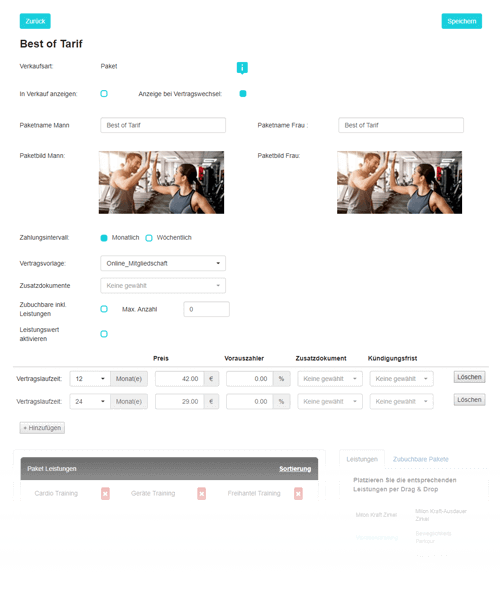 Zurück
Speichern
Best of Tarif
Verkaufsart: Paket
In Verkauf anzeigen: Anzeige bei Vertragswechsel:
Paketname Mann Best of Tarif Paketname Frau : Best of Tarif
Paketbild Mann: Paketbild Frau:
Zahlungsintervall: Monatlich Wöchentlich
Vertragsvorlage: Online_Mitgliedschaft
Zusatzdokumente Keine gewählt
Zubuchbare inkl.
Leistungen Max. Anzahl 0
Leistungswert
aktivieren
Preis Vorauszahler Zusatzdokument Kündigungsfrist
Vertragslaufzeit: 12 Monat(e) 42.00 € 0.00 % Keine gewählt Keine gewählt Löschen
Vertragslaufzeit: 24 Monat(e) 29.00 € 0.00 % Keine gewählt Keine gewählt Löschen
+ Hinzufügen
Paket Leistungen Sortierung
Cardio Training Geräte Training Freihantel Training
Leistungen Zubuchbare Pakete
Platzieren Sie die entsprechenden
Leistungen per Drag & Drop
Milon Kraft Zirkel
Milon Kraft-Ausdauer
Zirkel